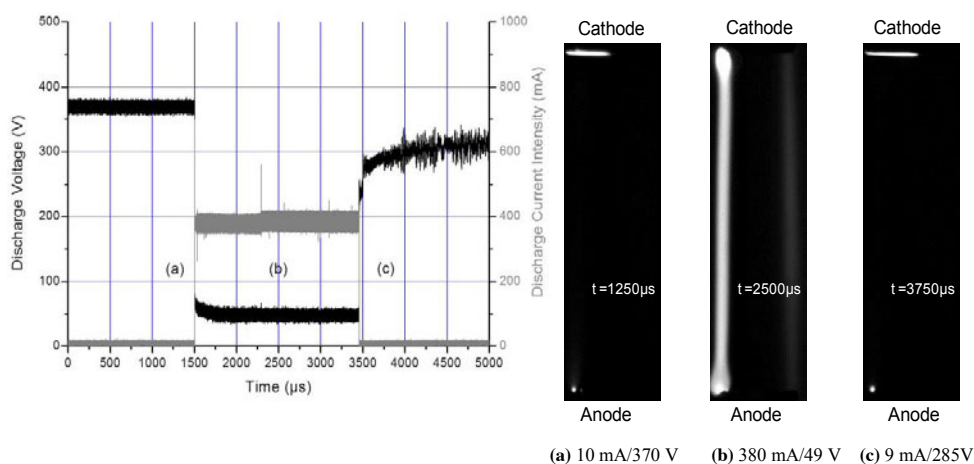 500
400
300
200
100
0
Discharge Voltage (V)
1000
800
600
400
200
0
Discharge Current Intensity (mA)
(a)
(b)
(c)
0 500 1000 1500 2000 2500 3000 3500 4000 4500 5000
Time (µs)
Cathode
t =1250µs
Anode
(a) 10 mA/370 V
Cathode
t =2500µs
Anode
(b) 380 mA/49 V
Cathode
t =3750µs
Anode
(c) 9 mA/285V